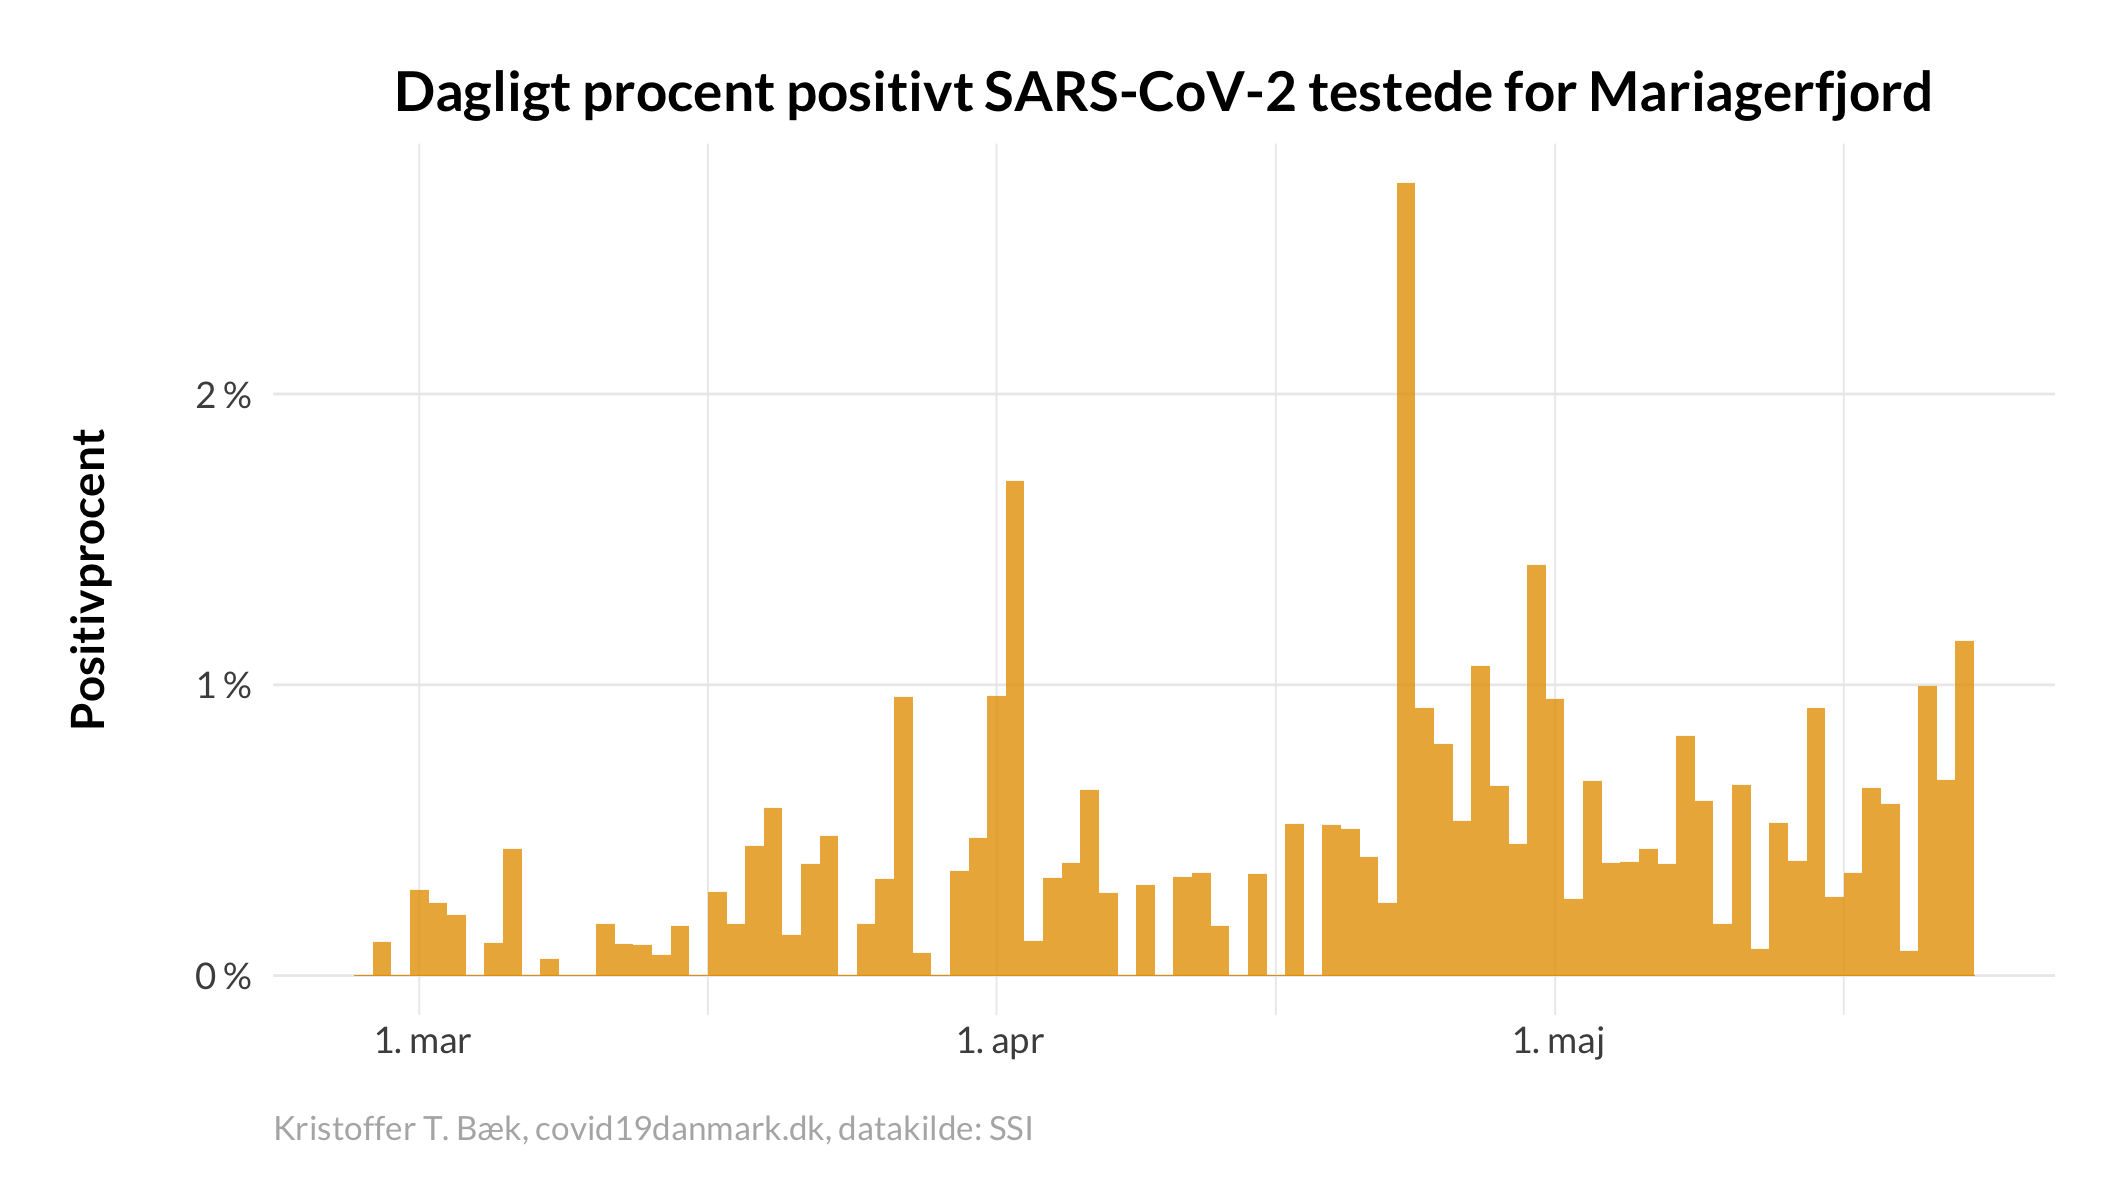 Dagligt procent positivt SARS-CoV-2 testede for Mariagerfjord
Positivprocent
2 %
1 %
0 %
1. mar
1. apr
1. maj
Kristoffer T. Bæk, covid19danmark.dk, datakilde: SSI